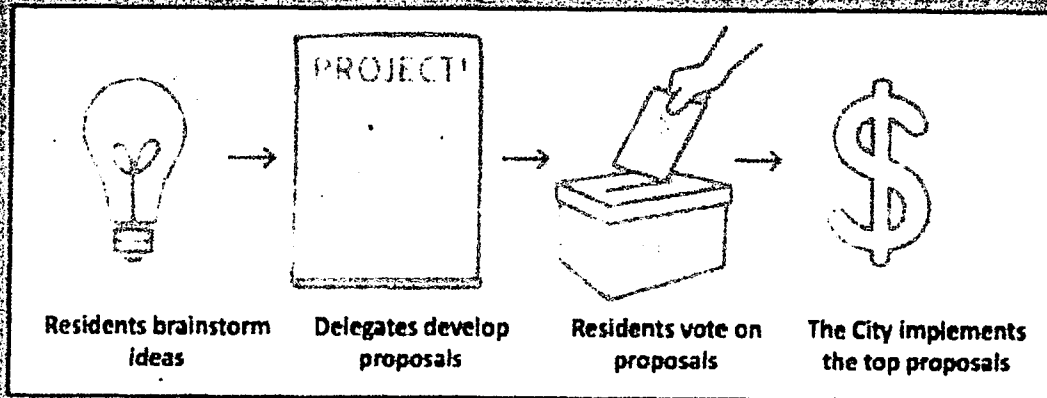 PROJECT!
Residents brainstorm
ideas
Delegates develop
proposals
Residents vote on
proposals
The City implements
the top proposals